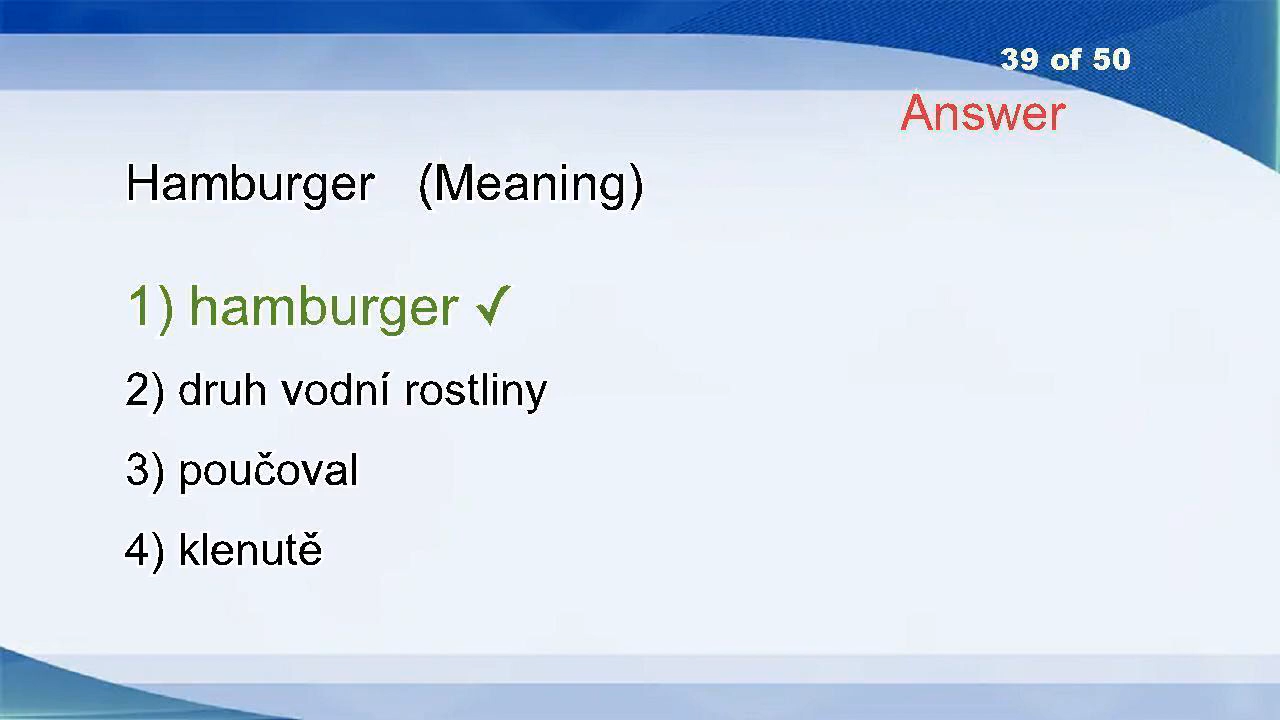 39 of 50
Answer
Hamburger (Meaning)
1) hamburger ✓
2) druh vodní rostliny
3) poučoval
4) klenutě